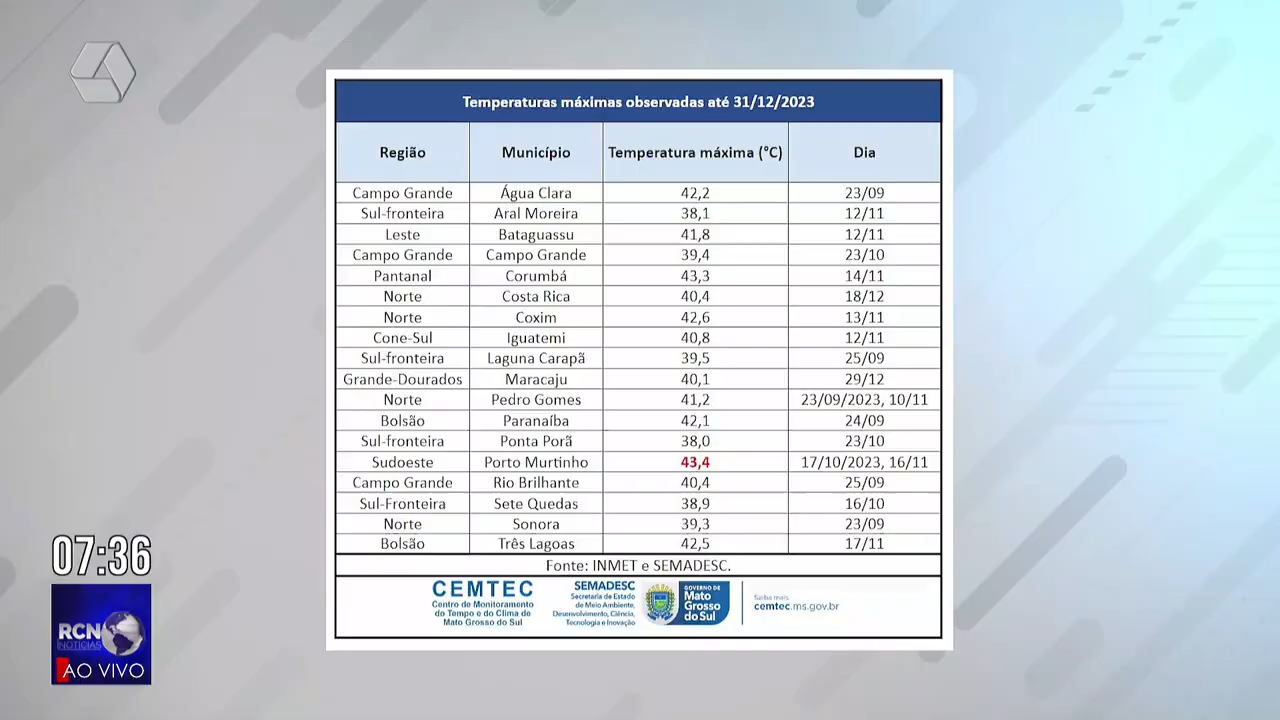 Temperaturas máximas observadas até 31/12/2023
Região Município Temperatura máxima (°C) Dia
Campo Grande Água Clara 42,2 23/09
Sul-fronteira Aral Moreira 38,1 12/11
Leste Bataguassu 41,8 12/11
Campo Grande Campo Grande 39,4 23/10
Pantanal Corumbá 43,3 14/11
Norte Costa Rica 40,4 18/12
Norte Coxim 42,6 13/11
Cone-Sul Iguatemi 40,8 12/11
Sul-fronteira Laguna Carapã 39,5 25/09
Grande-Dourados Maracaju 40,1 29/12
Norte Pedro Gomes 41,2 23/09/2023, 10/11
Bolsão Paranaíba 42,1 24/09
Sul-fronteira Ponta Porã 38,0 23/10
Sudoeste Porto Murtinho 43,4 17/10/2023, 16/11
Campo Grande Rio Brilhante 40,4 25/09
Sul-Fronteira Sete Quedas 38,9 16/10
Norte Sonora 39,3 23/09
Bolsão Três Lagoas 42,5 17/11
Fonte: INMET e SEMADESC.
CEMTEC
Centro de Monitoramento
do Tempo e do Clima de
Mato Grosso do Sul
SEMADESC
Secretaria de Estado
de Meio Ambiente,
Desenvolvimento, Ciência,
Tecnologia e Inovação
GOVERNO DE
Mato
Grosso
do Sul
Saiba mais
cemtec.ms.gov.br
07:36
RCN
NOTÍCIAS
AO VIVO